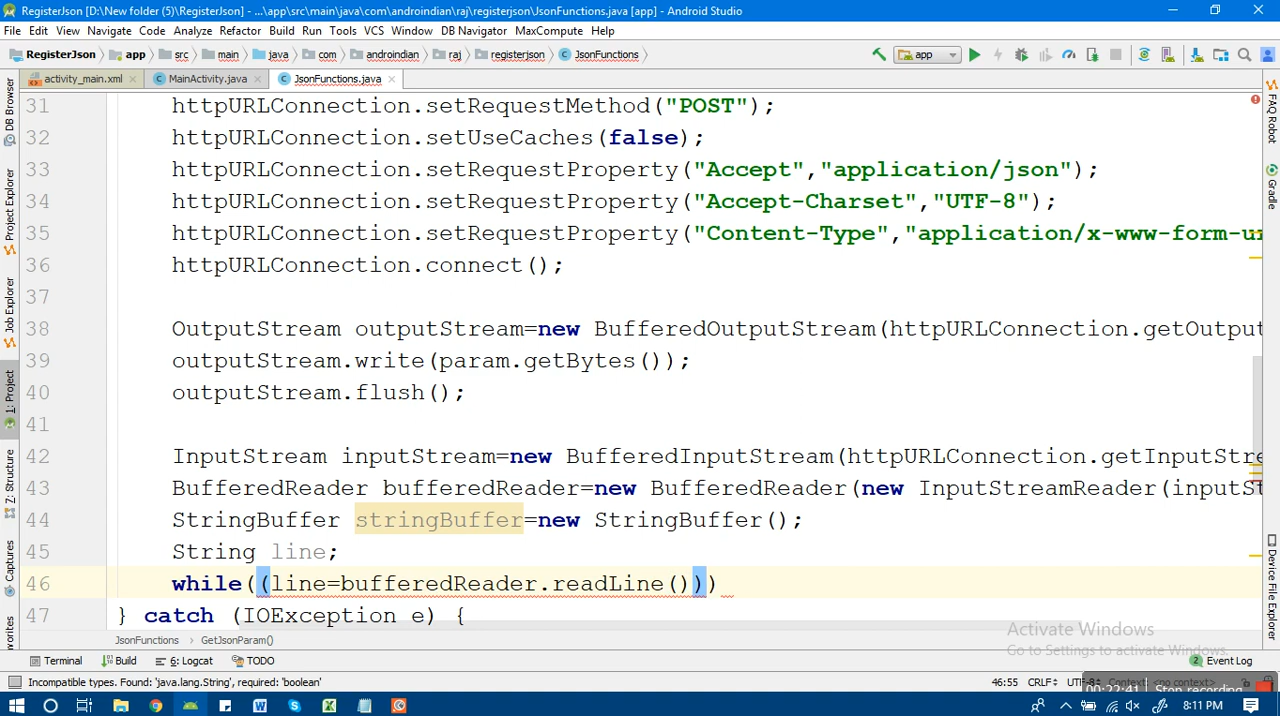 RegisterJson [D:\New folder (5)\RegisterJson] - ...\app\src\main\java\com\androindian\raj\registerjson\JsonFunctions.java [app] - Android Studio
File Edit View Navigate Code Analyze Refactor Build Run Tools VCS Window DB Navigator MaxCompute Help
RegisterJson app src main java com androindian raj registerjson JsonFunctions app
activity_main.xml MainActivity.java JsonFunctions.java
DB Browser
Project Explorer
Job Explorer
1: Project
Z: Structure
Captures
FAQ Robot
Gradle
Device File Explorer
31 httpURLConnection.setRequestMethod("POST");
32 httpURLConnection.setUseCaches(false);
33 httpURLConnection.setRequestProperty("Accept","application/json");
34 httpURLConnection.setRequestProperty("Accept-Charset","UTF-8");
35 httpURLConnection.setRequestProperty("Content-Type","application/x-www-form-u
36 httpURLConnection.connect();
37
38 OutputStream outputStream=new BufferedOutputStream(httpURLConnection.getOutput
39 outputStream.write(param.getBytes());
40 outputStream.flush();
41
42 InputStream inputStream=new BufferedInputStream(httpURLConnection.getInputStre
43 BufferedReader bufferedReader=new BufferedReader(new InputStreamReader(inputSt
44 StringBuffer stringBuffer=new StringBuffer();
45 String line;
46 while((line=bufferedReader.readLine()))
47 } catch (IOException e) {
JsonFunctions > GetJsonParam()
Activate Windows
Go to Settings to activate Windows.
Terminal Build 6: Logcat TODO 2 Event Log
Incompatible types. Found: 'java.lang.String', required: 'boolean' 46:55 CRLF UTF-8 Context: <no context>
00:22:41 Stop recording
8:11 PM